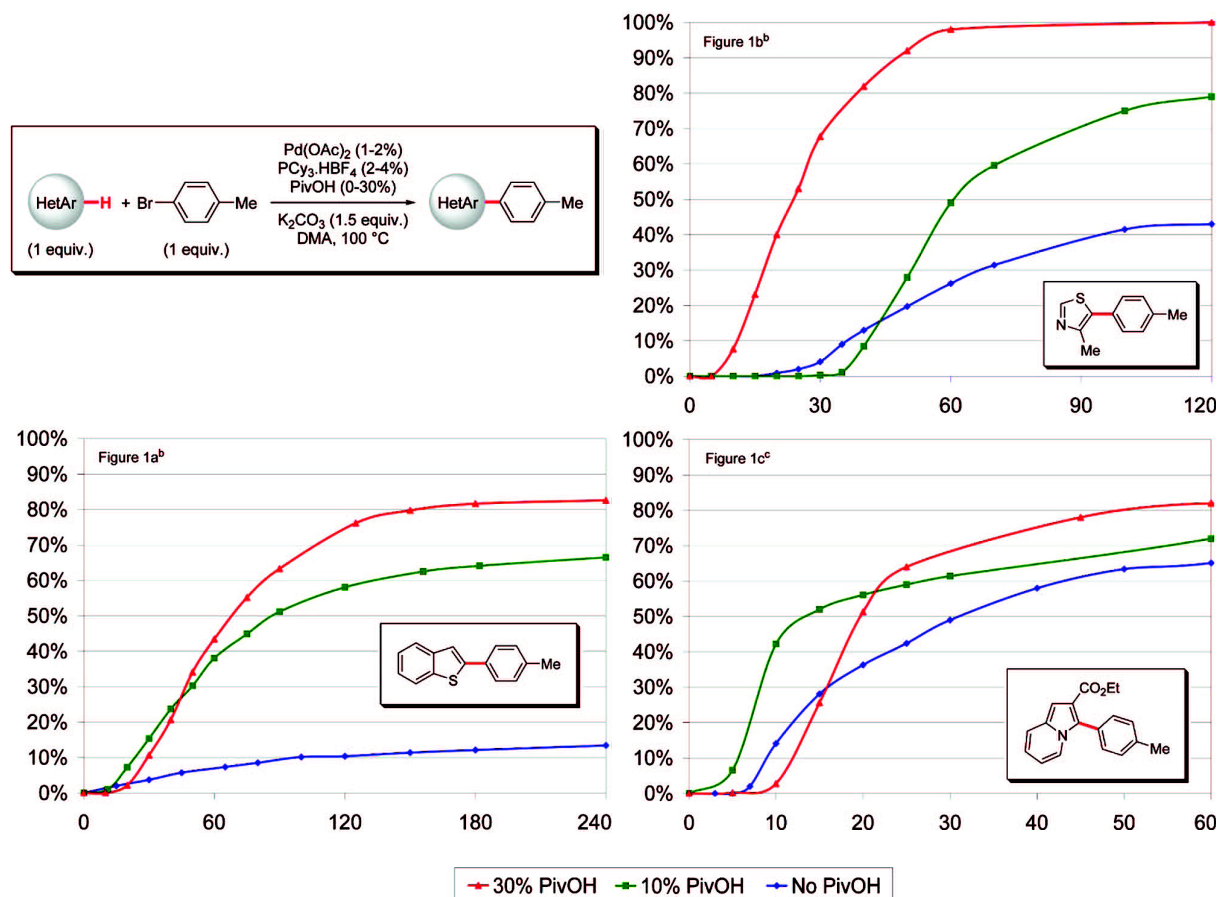 Pd(OAc)2 (1-2%)
PCy3.HBF4 (2-4%)
PivOH (0-30%)
HetAr H + Br Me HetAr Me
K2CO3 (1.5 equiv.)
DMA, 100 °C
(1 equiv.) (1 equiv.)
Figure 1b^b
100%
90%
80%
70%
60%
50%
40%
30%
20%
10%
0%
0 30 60 90 120
S
N
Me
Me
Figure 1a^b
100%
90%
80%
70%
60%
50%
40%
30%
20%
10%
0%
0 60 120 180 240
S
Me
Figure 1c^c
100%
90%
80%
70%
60%
50%
40%
30%
20%
10%
0%
0 10 20 30 40 50 60
CO2Et
N
Me
30% PivOH 10% PivOH No PivOH